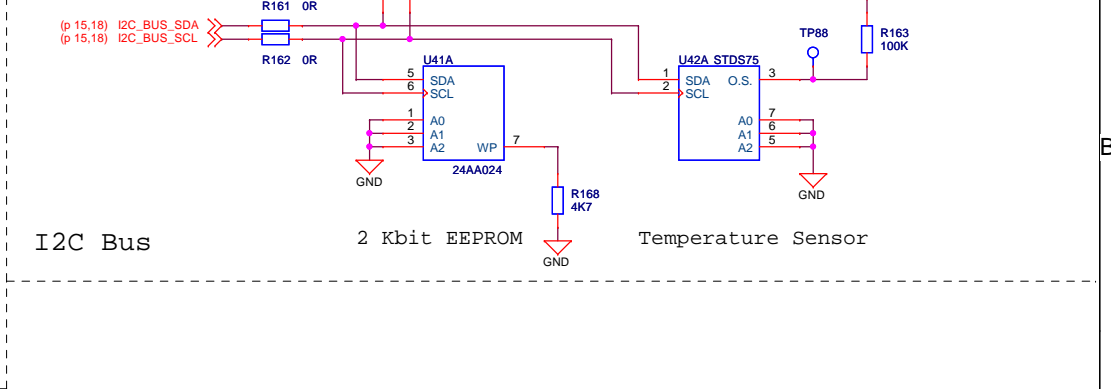 R161 0R
(p 15,18) I2C_BUS_SDA
(p 15,18) I2C_BUS_SCL
R162 0R
TP88
R163
100K
U41A
U42A STDS75
5 SDA
6 SCL
1 SDA O.S. 3
2 SCL
1 A0
2 A1
3 A2 WP 7
A0 7
A1 6
A2 5
24AA024
GND
R168
4K7
GND
I2C Bus
2 Kbit EEPROM
Temperature Sensor
GND
B